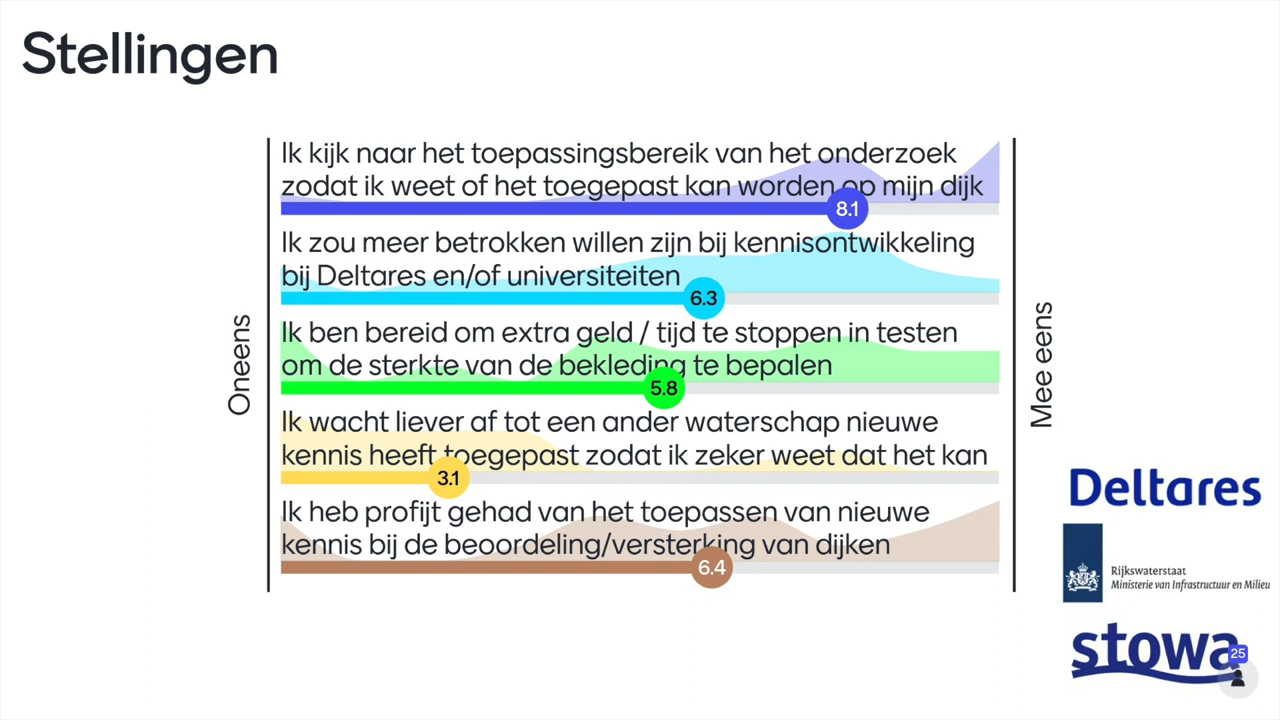 Stellingen
Ik kijk naar het toepassingsbereik van het onderzoek
zodat ik weet of het toegepast kan worden op mijn dijk
8.1
Ik zou meer betrokken willen zijn bij kennisontwikkeling
bij Deltares en/of universiteiten
6.3
Ik ben bereid om extra geld / tijd te stoppen in testen
om de sterkte van de bekleding te bepalen
5.8
Ik wacht liever af tot een ander waterschap nieuwe
kennis heeft toegepast zodat ik zeker weet dat het kan
3.1
Ik heb profijt gehad van het toepassen van nieuwe
kennis bij de beoordeling/versterking van dijken
6.4
Oneens
Mee eens
Deltares
Rijkswaterstaat
Ministerie van Infrastructuur en Milieu
stowa
25